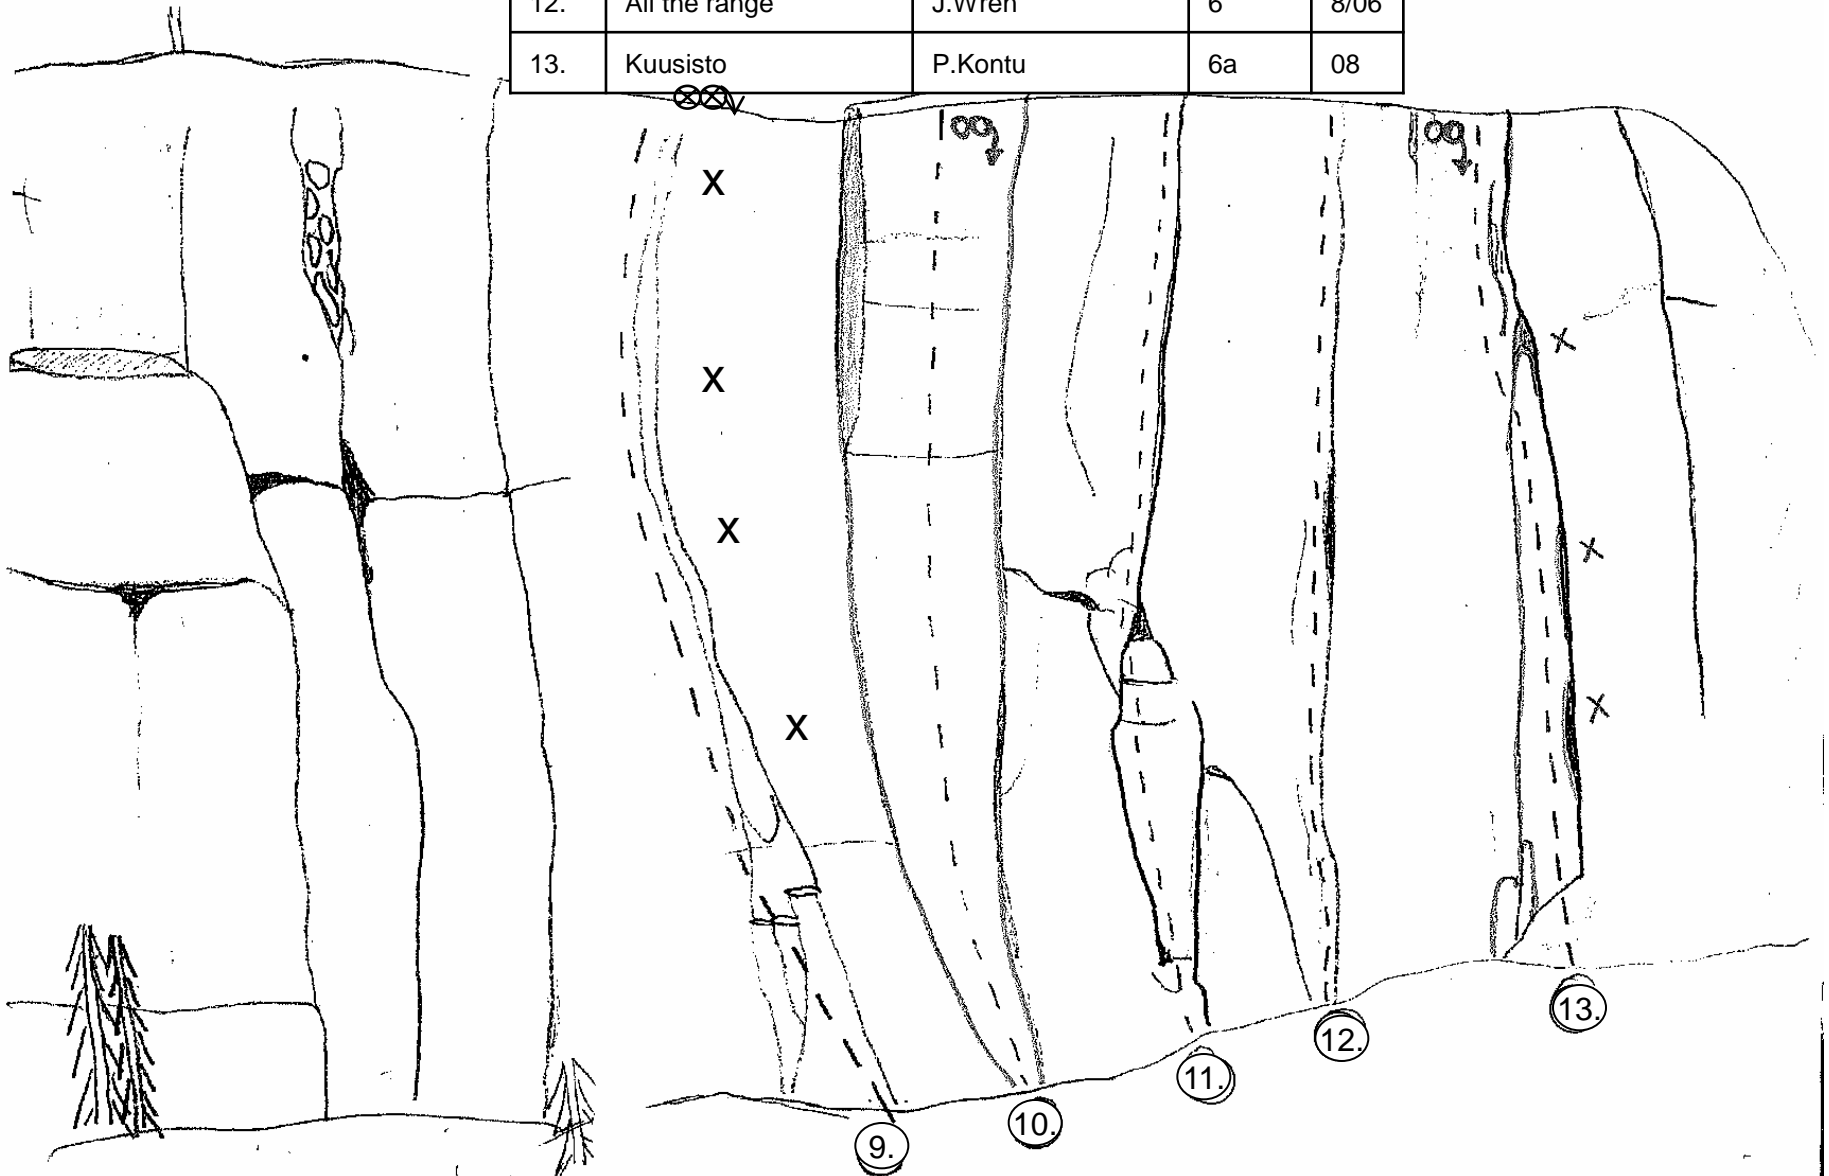 12. All the range J.Wren 6 8/06
13. Kuusisto P.Kontu 6a 08
X
X
X
X
X
X
X
9.
10.
11.
12.
13.